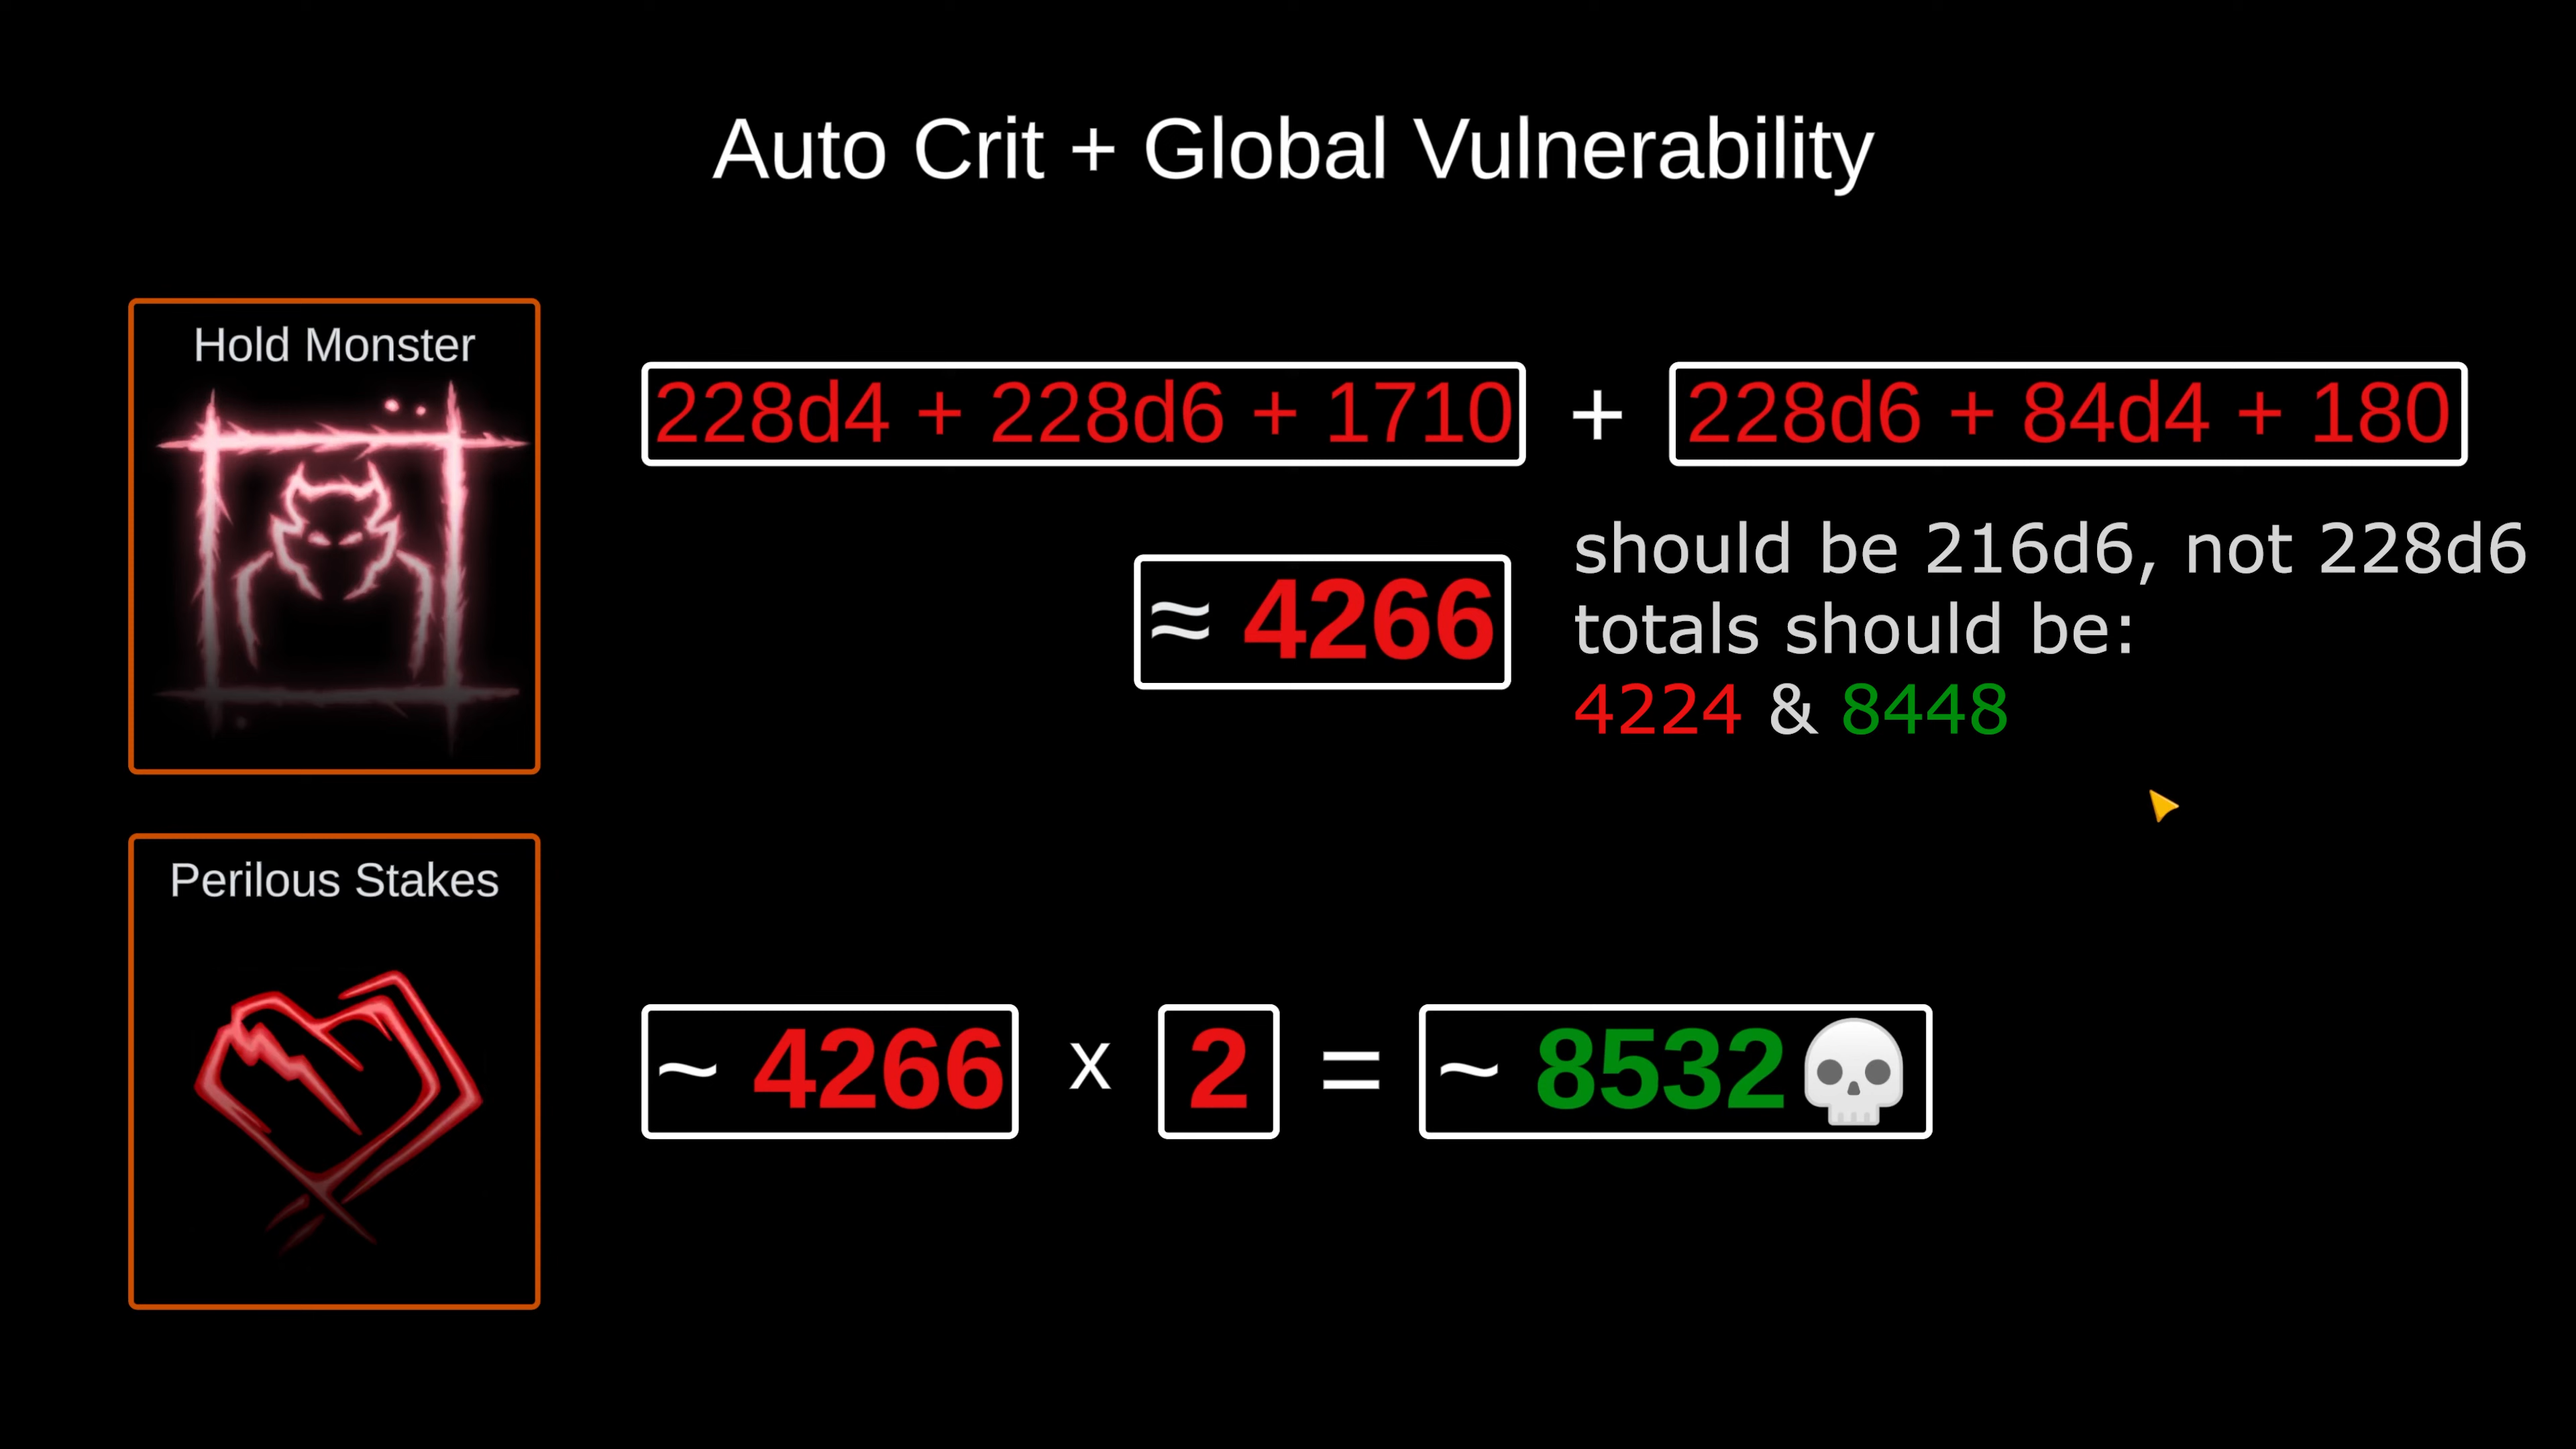 Auto Crit + Global Vulnerability
Hold Monster
228d4 + 228d6 + 1710 + 228d6 + 84d4 + 180
≈ 4266
should be 216d6, not 228d6
totals should be:
4224 & 8448
Perilous Stakes
~ 4266 x 2 = ~ 8532💀